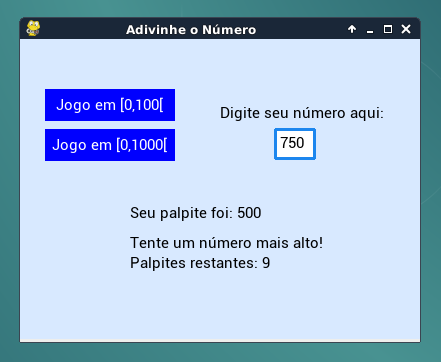 Adivinhe o Número
Jogo em [0,100[
Jogo em [0,1000[
Digite seu número aqui:
750
Seu palpite foi: 500
Tente um número mais alto!
Palpites restantes: 9